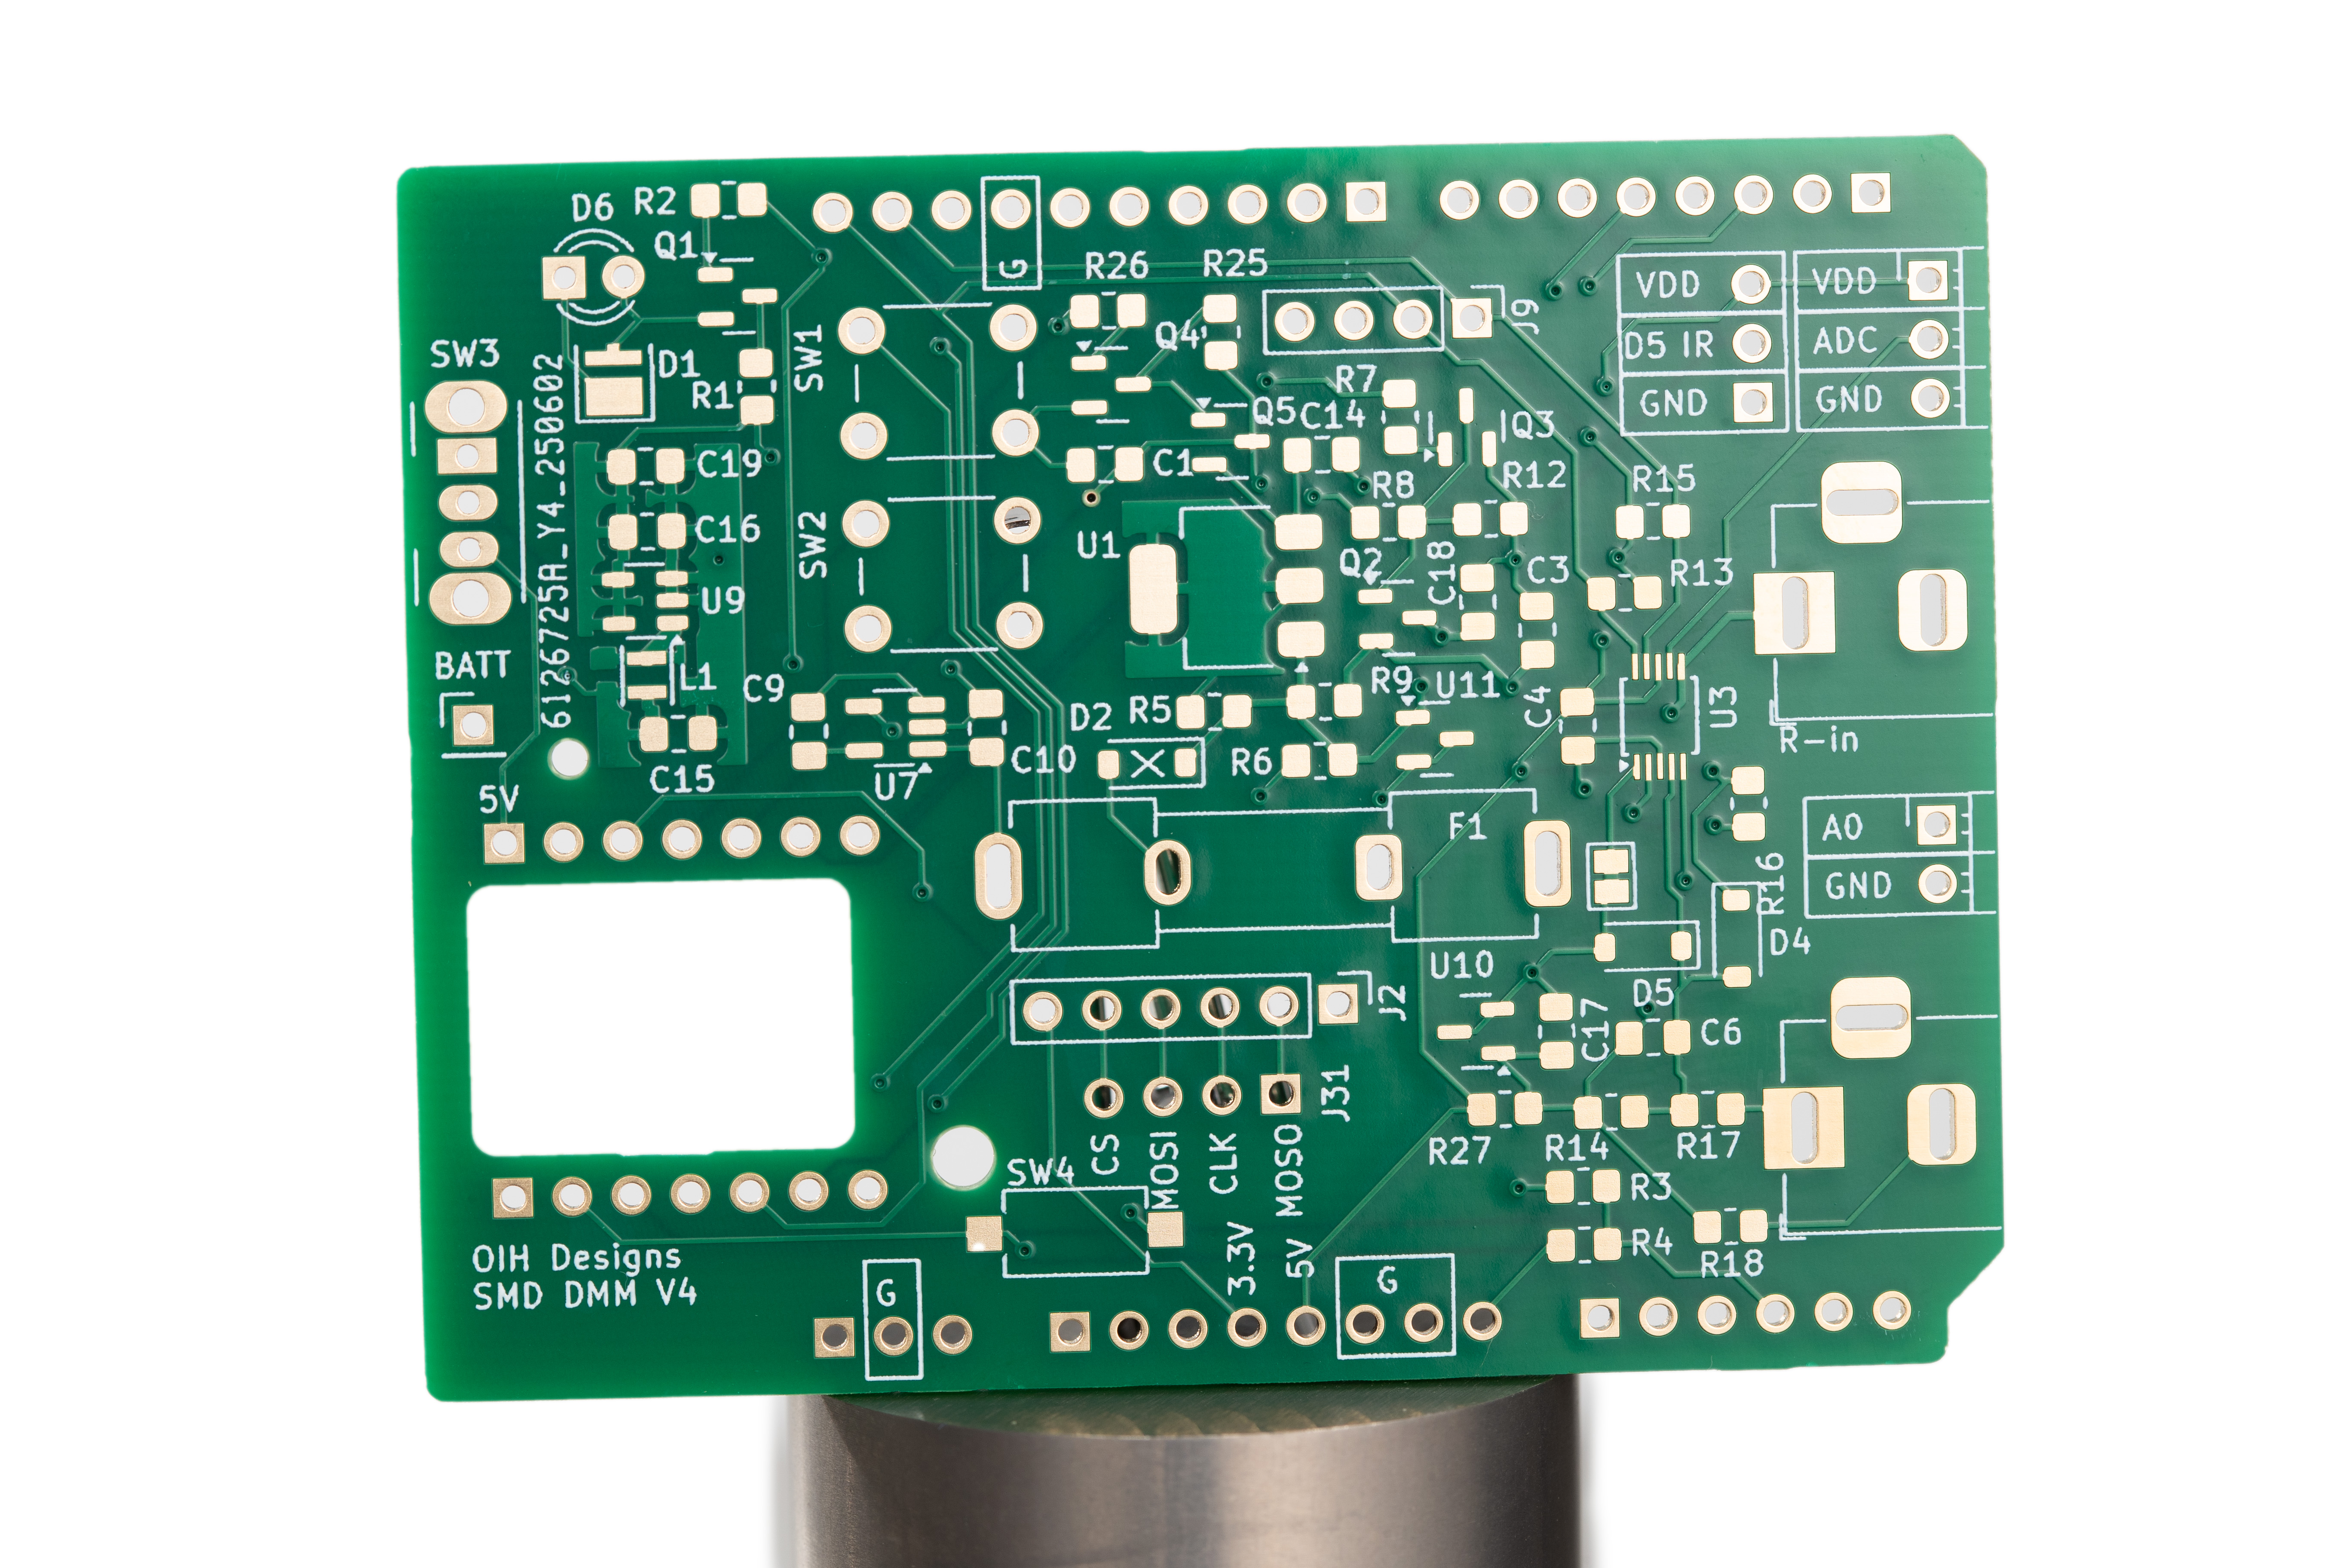 D6
R2
Q1
G
R26
R25
J9
VDD
VDD
D5 IR
ADC
GND
GND
SW3
D1
R1
SW1
Q4
R7
Q5
C14
Q3
C19
C1
R8
R12
R15
6126725A_Y4_250602
C16
SW2
U1
Q2
C18
C3
R13
U9
BATT
L1
C9
R9
U11
C4
U3
D2
R5
R-in
C15
U7
C10
R6
5V
F1
A0
GND
R16
D4
U10
D5
J2
C17
C6
J31
CS
MOSI
CLK
MOSO
R27
R14
R17
SW4
R3
3.3V
5V
R4
R18
OIH Designs
SMD DMM V4
G
G